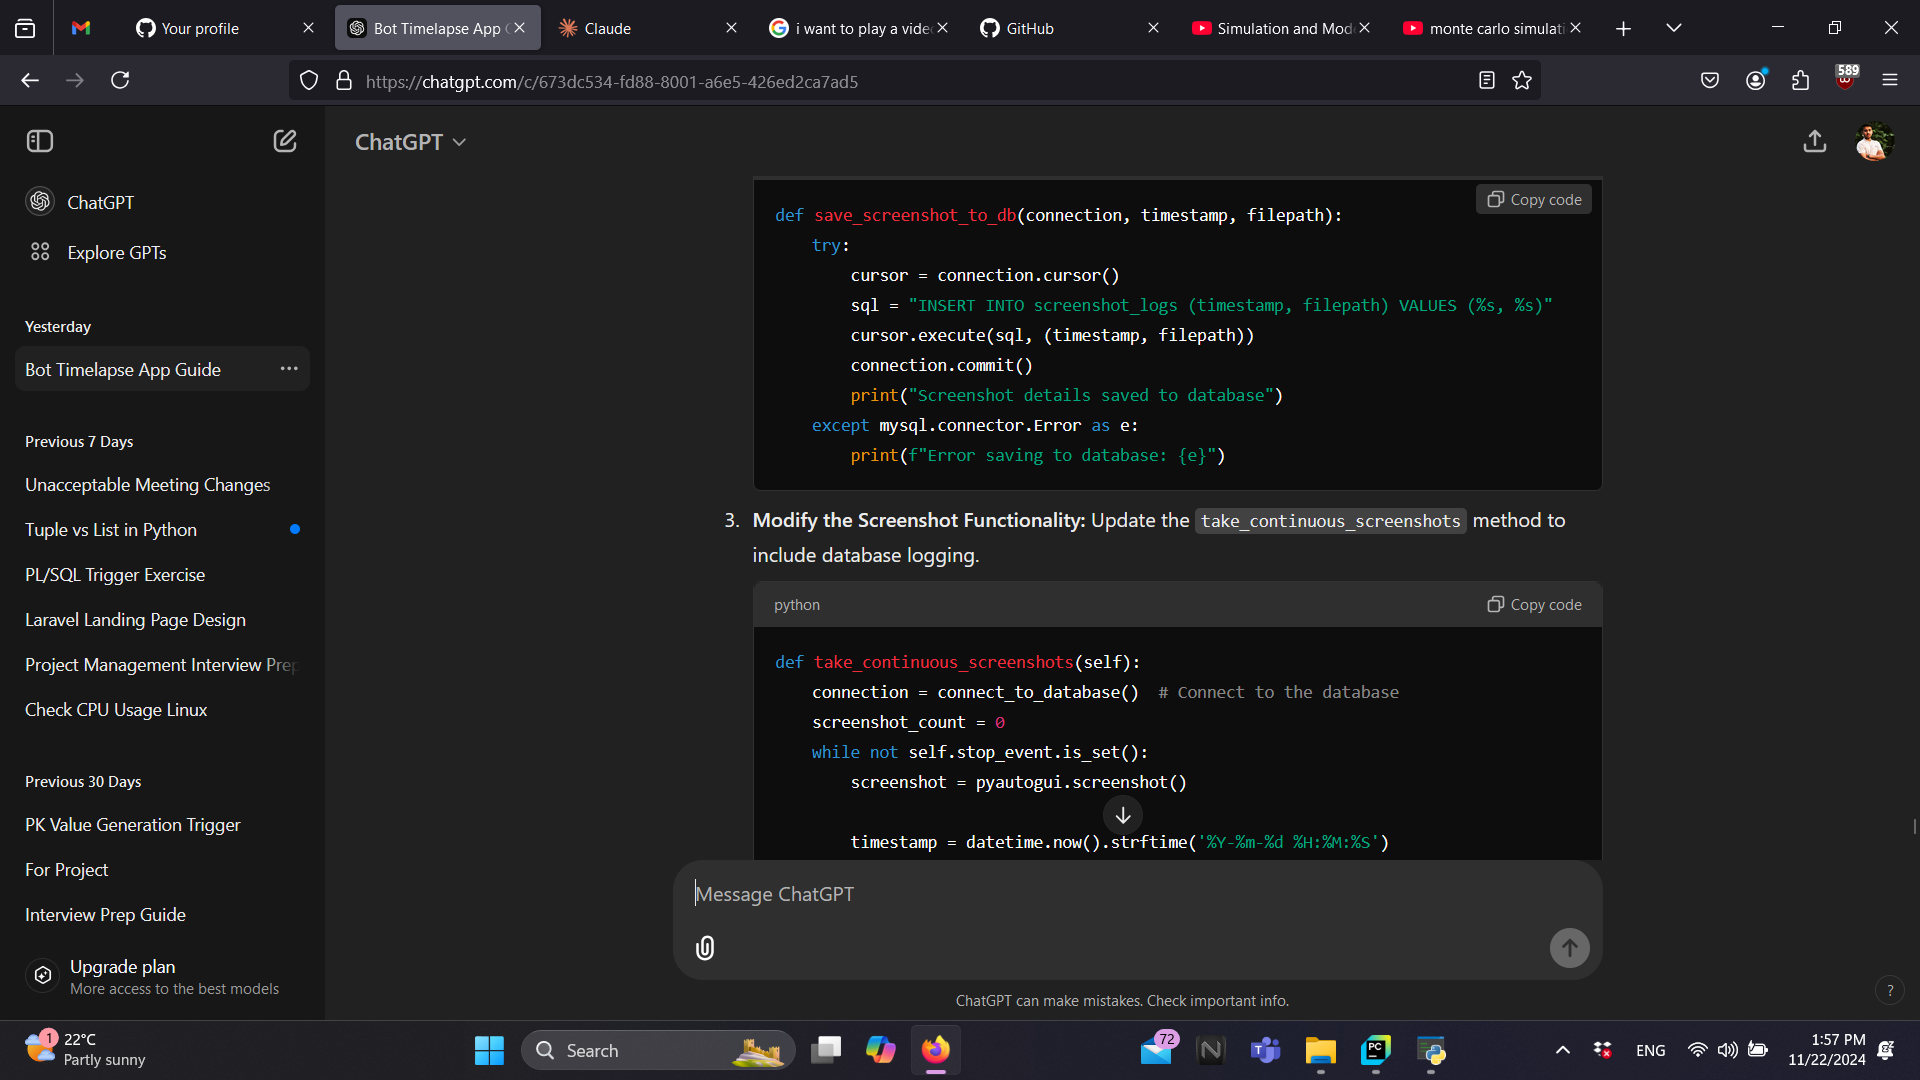 Your profile
Bot Timelapse App
Claude
i want to play a vide
GitHub
Simulation and Mod
monte carlo simulat
https://chatgpt.com/c/673dc534-fd88-8001-a6e5-426ed2ca7ad5
589
ChatGPT
ChatGPT
Explore GPTs
Yesterday
Bot Timelapse App Guide
Previous 7 Days
Unacceptable Meeting Changes
Tuple vs List in Python
PL/SQL Trigger Exercise
Laravel Landing Page Design
Project Management Interview Prep
Check CPU Usage Linux
Previous 30 Days
PK Value Generation Trigger
For Project
Interview Prep Guide
Upgrade plan
More access to the best models
Copy code
def save_screenshot_to_db(connection, timestamp, filepath):
try:
cursor = connection.cursor()
sql = "INSERT INTO screenshot_logs (timestamp, filepath) VALUES (%s, %s)"
cursor.execute(sql, (timestamp, filepath))
connection.commit()
print("Screenshot details saved to database")
except mysql.connector.Error as e:
print(f"Error saving to database: {e}")
3. Modify the Screenshot Functionality: Update the take_continuous_screenshots method to
include database logging.
python
Copy code
def take_continuous_screenshots(self):
connection = connect_to_database() # Connect to the database
screenshot_count = 0
while not self.stop_event.is_set():
screenshot = pyautogui.screenshot()
timestamp = datetime.now().strftime('%Y-%m-%d %H:%M:%S')
Message ChatGPT
ChatGPT can make mistakes. Check important info.
?
1
22°C
Partly sunny
Search
72
PC
ENG
1:57 PM
11/22/2024